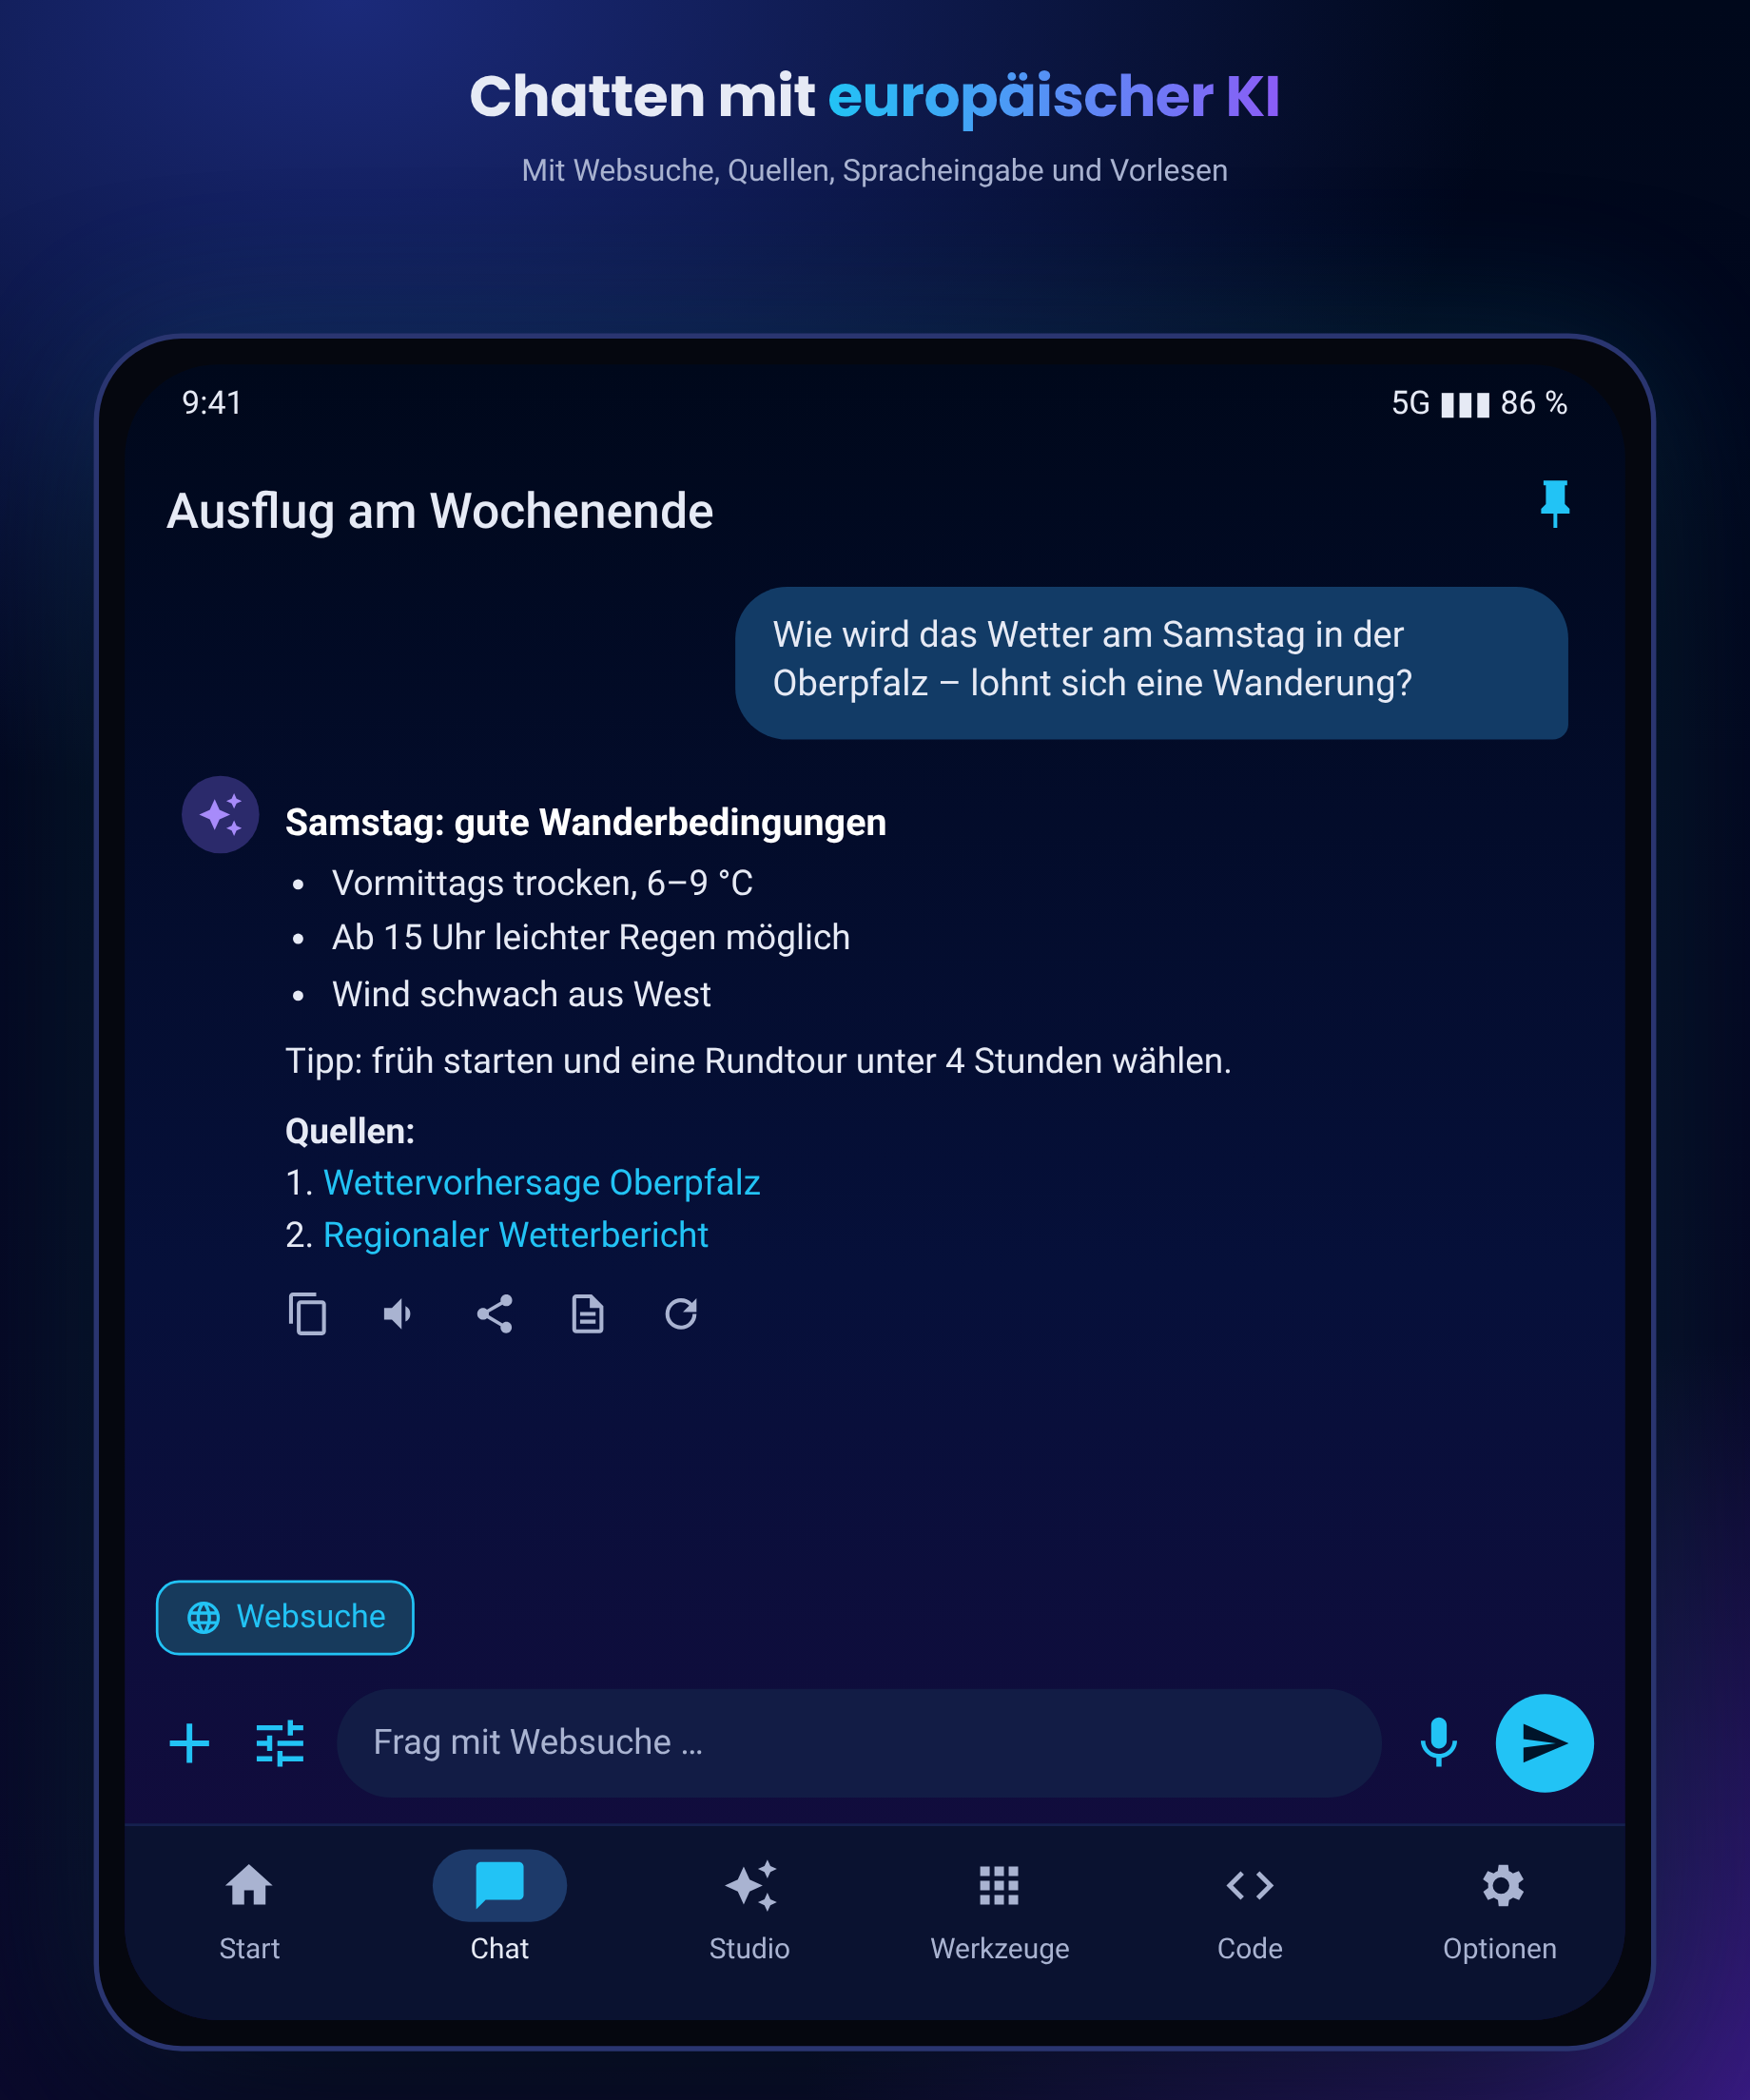 Chatten mit europäischer KI
Mit Websuche, Quellen, Spracheingabe und Vorlesen
9:41
5G ▮▮▮ 86 %
Ausflug am Wochenende
Wie wird das Wetter am Samstag in der
Oberpfalz – lohnt sich eine Wanderung?
Samstag: gute Wanderbedingungen
• Vormittags trocken, 6–9 °C
• Ab 15 Uhr leichter Regen möglich
• Wind schwach aus West
Tipp: früh starten und eine Rundtour unter 4 Stunden wählen.
Quellen:
1. Wettervorhersage Oberpfalz
2. Regionaler Wetterbericht
Websuche
Frag mit Websuche …
Start
Chat
Studio
Werkzeuge
Code
Optionen